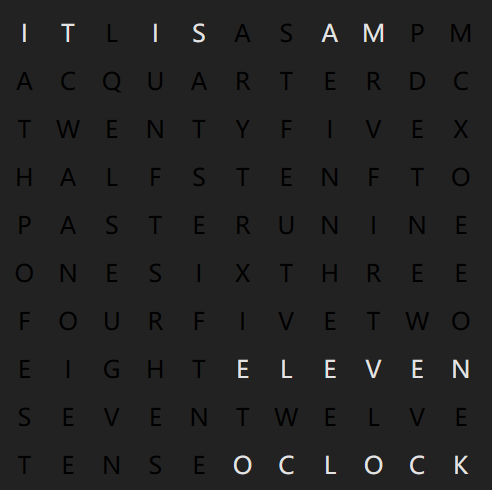 I T L I S A S A M P M
A C Q U A R T E R D C
T W E N T Y F I V E X
H A L F S T E N F T O
P A S T E R U N I N E
O N E S I X T H R E E
F O U R F I V E T W O
E I G H T E L E V E N
S E V E N T W E L V E
T E N S E O C L O C K